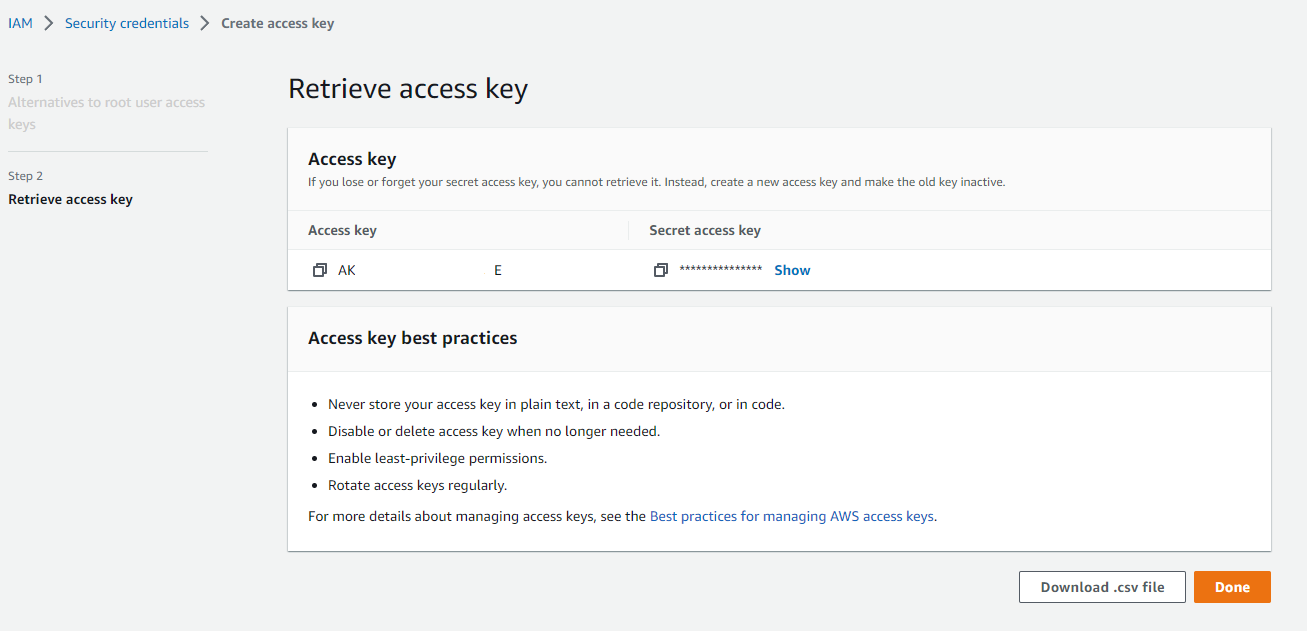 IAM > Security credentials > Create access key
Step 1
Alternatives to root user access
keys
Step 2
Retrieve access key
Retrieve access key
Access key
If you lose or forget your secret access key, you cannot retrieve it. Instead, create a new access key and make the old key inactive.
Access key Secret access key
AK E *************** Show
Access key best practices
• Never store your access key in plain text, in a code repository, or in code.
• Disable or delete access key when no longer needed.
• Enable least-privilege permissions.
• Rotate access keys regularly.
For more details about managing access keys, see the Best practices for managing AWS access keys.
Download .csv file Done